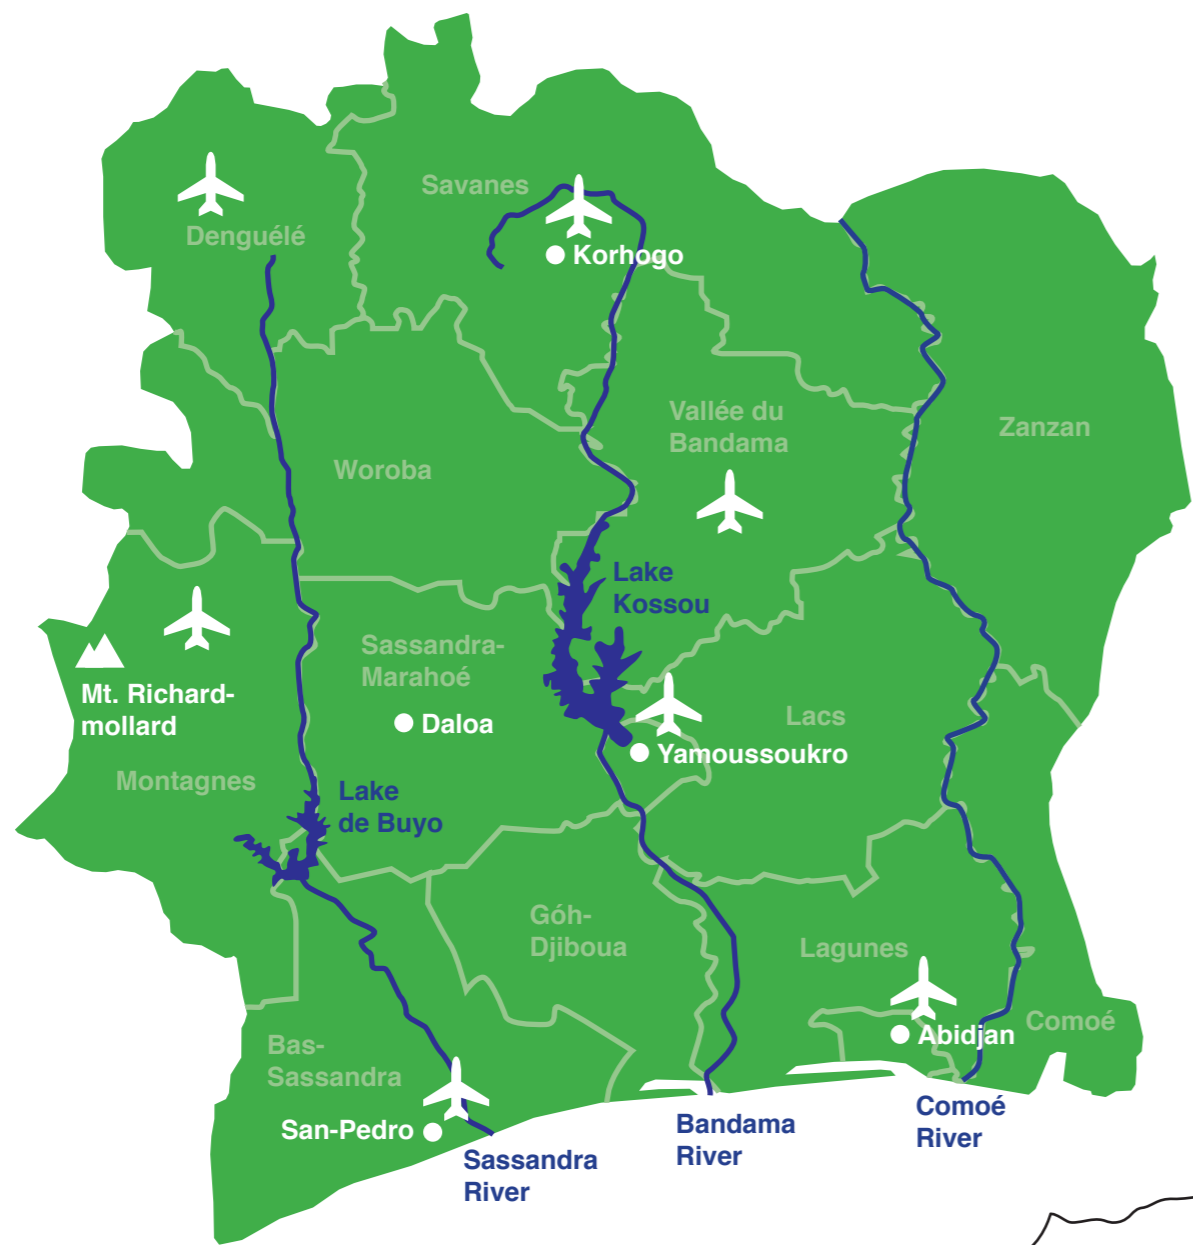 Savanes
Denguélé
Korhogo
Vallée du
Bandama
Zanzan
Woroba
Lake
Kossou
Sassandra-
Marahoé
Mt. Richard-
mollard
Daloa
Lacs
Yamoussoukro
Montagnes
Lake
de Buyo
Góh-
Djiboua
Lagunes
Comoé
Abidjan
Bas-
Sassandra
San-Pedro
Sassandra
River
Bandama
River
Comoé
River